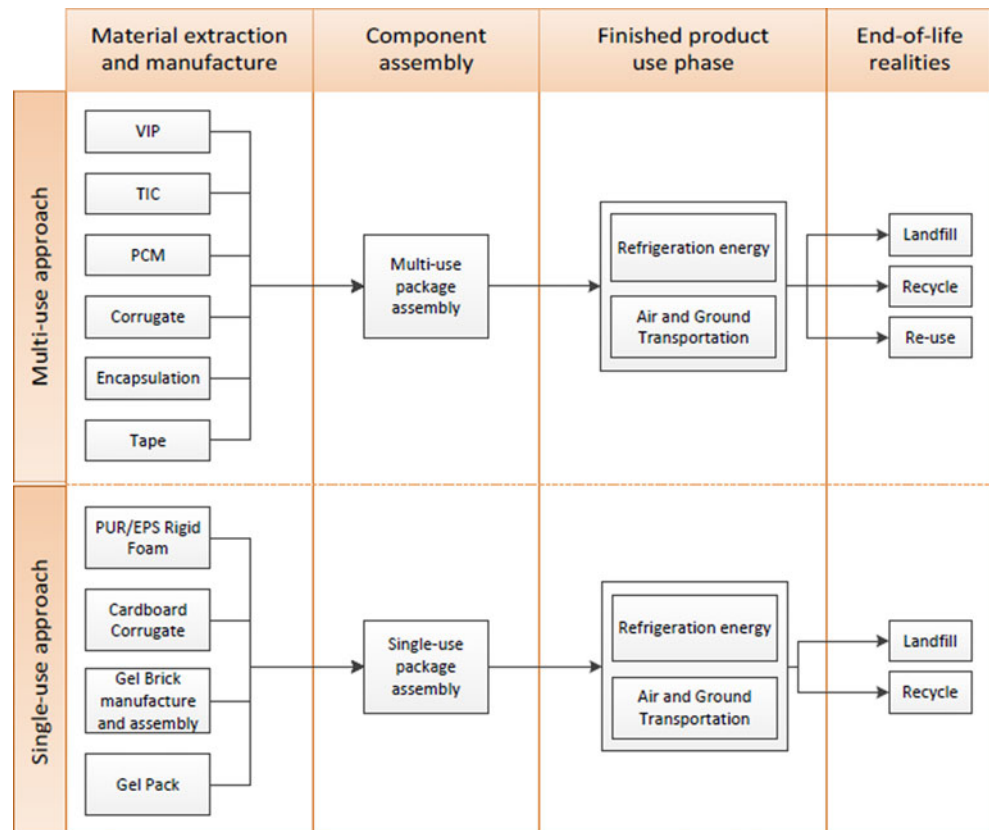 Material extraction
and manufacture
Component
assembly
Finished product
use phase
End-of-life
realities
Multi-use approach
VIP
TIC
PCM
Corrugate
Encapsulation
Tape
Multi-use
package
assembly
Refrigeration energy
Air and Ground
Transportation
Landfill
Recycle
Re-use
Single-use approach
PUR/EPS Rigid
Foam
Cardboard
Corrugate
Gel Brick
manufacture
and assembly
Gel Pack
Single-use
package
assembly
Refrigeration energy
Air and Ground
Transportation
Landfill
Recycle